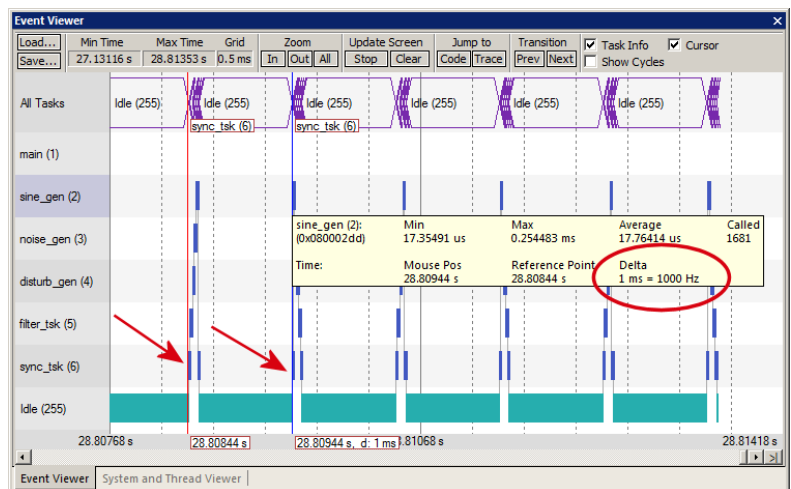 Event Viewer
Load... Min Time Max Time Grid Zoom Update Screen Jump to Transition Task Info Cursor
Save... 27.13116 s 28.81353 s 0.5 ms In Out All Stop Clear Code Trace Prev Next Show Cycles
All Tasks Idle (255) Idle (255) Idle (255) Idle (255) Idle (255) Idle (255)
sync_tsk (6) sync_tsk (6)
main (1)
sine_gen (2)
sine_gen (2): Min Max Average Called
noise_gen (3) (0x080002dd) 17.35491 us 0.254483 ms 17.76414 us 1681
Time: Mouse Pos Reference Point Delta
disturb_gen (4) 28.80944 s 28.80844 s 1 ms = 1000 Hz
filter_tsk (5)
sync_tsk (6)
Idle (255)
28.80768 s 28.80844 s 28.80944 s, d: 1 ms 28.81418 s
Event Viewer System and Thread Viewer